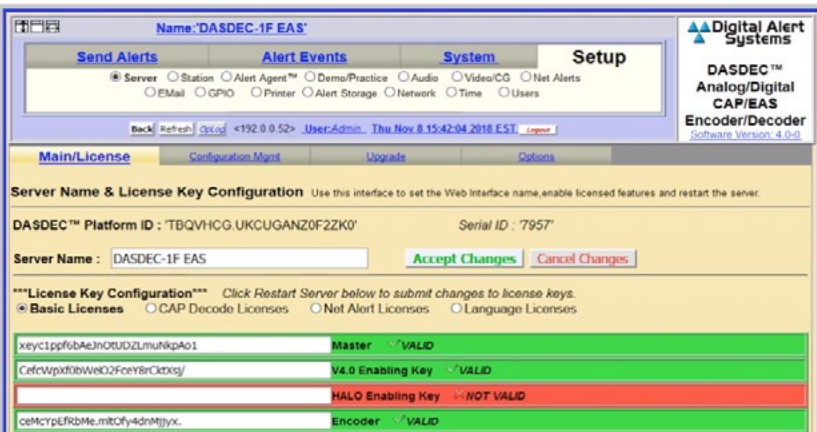 Name:'DASDEC-1F EAS'
Send Alerts Alert Events System Setup
Server Station Alert Agent™ Demo/Practice Audio Video/CG Net Alerts
EMail GPIO Printer Alert Storage Network Time Users
Back Refresh OpLog <192.0.0.52> User:Admin Thu Nov 8 15:42:04 2018 EST Logout
Digital Alert
Systems
DASDEC™
Analog/Digital
CAP/EAS
Encoder/Decoder
Software Version: 4.0-0
Main/License Configuration Mgmt Upgrade Options
Server Name & License Key Configuration Use this interface to set the Web Interface name,enable licensed features and restart the server.
DASDEC™ Platform ID : 'TBQVHCG.UKCUGANZ0F2ZK0' Serial ID : '7957'
Server Name : DASDEC-1F EAS Accept Changes Cancel Changes
***License Key Configuration*** Click Restart Server below to submit changes to license keys.
Basic Licenses CAP Decode Licenses Net Alert Licenses Language Licenses
Master VALID
V4.0 Enabling Key VALID
HALO Enabling Key NOT VALID
Encoder VALID